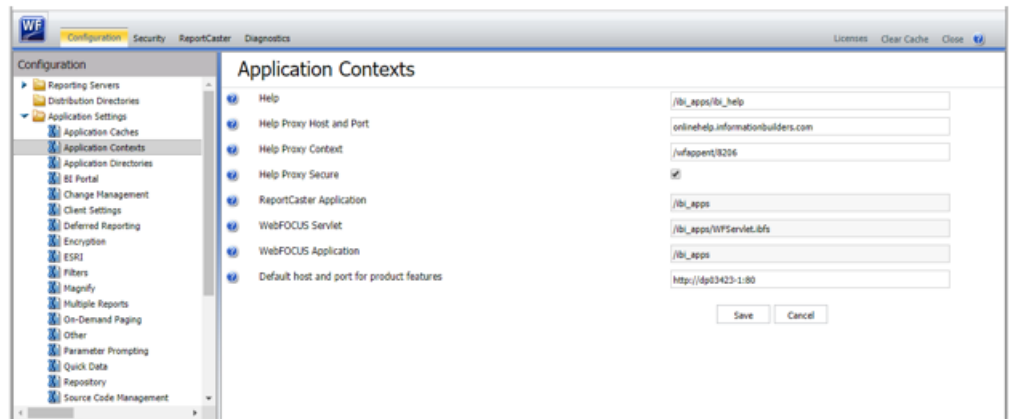 WF
Configuration Security ReportCaster Diagnostics Licenses Clear Cache Close
Configuration
Reporting Servers
Distribution Directories
Application Settings
Application Caches
Application Contexts
Application Directories
BI Portal
Change Management
Client Settings
Deferred Reporting
Encryption
ESRI
Filters
Magnify
Multiple Reports
On-Demand Paging
Other
Parameter Prompting
Quick Data
Repository
Source Code Management
Application Contexts
Help /ibi_apps/ibi_help
Help Proxy Host and Port onlinehelp.informationbuilders.com
Help Proxy Context /wfappent/8206
Help Proxy Secure
ReportCaster Application /ibi_apps
WebFOCUS Servlet /ibi_apps/WFServlet.ibfs
WebFOCUS Application /ibi_apps
Default host and port for product features http://dp03423-1:80
Save Cancel